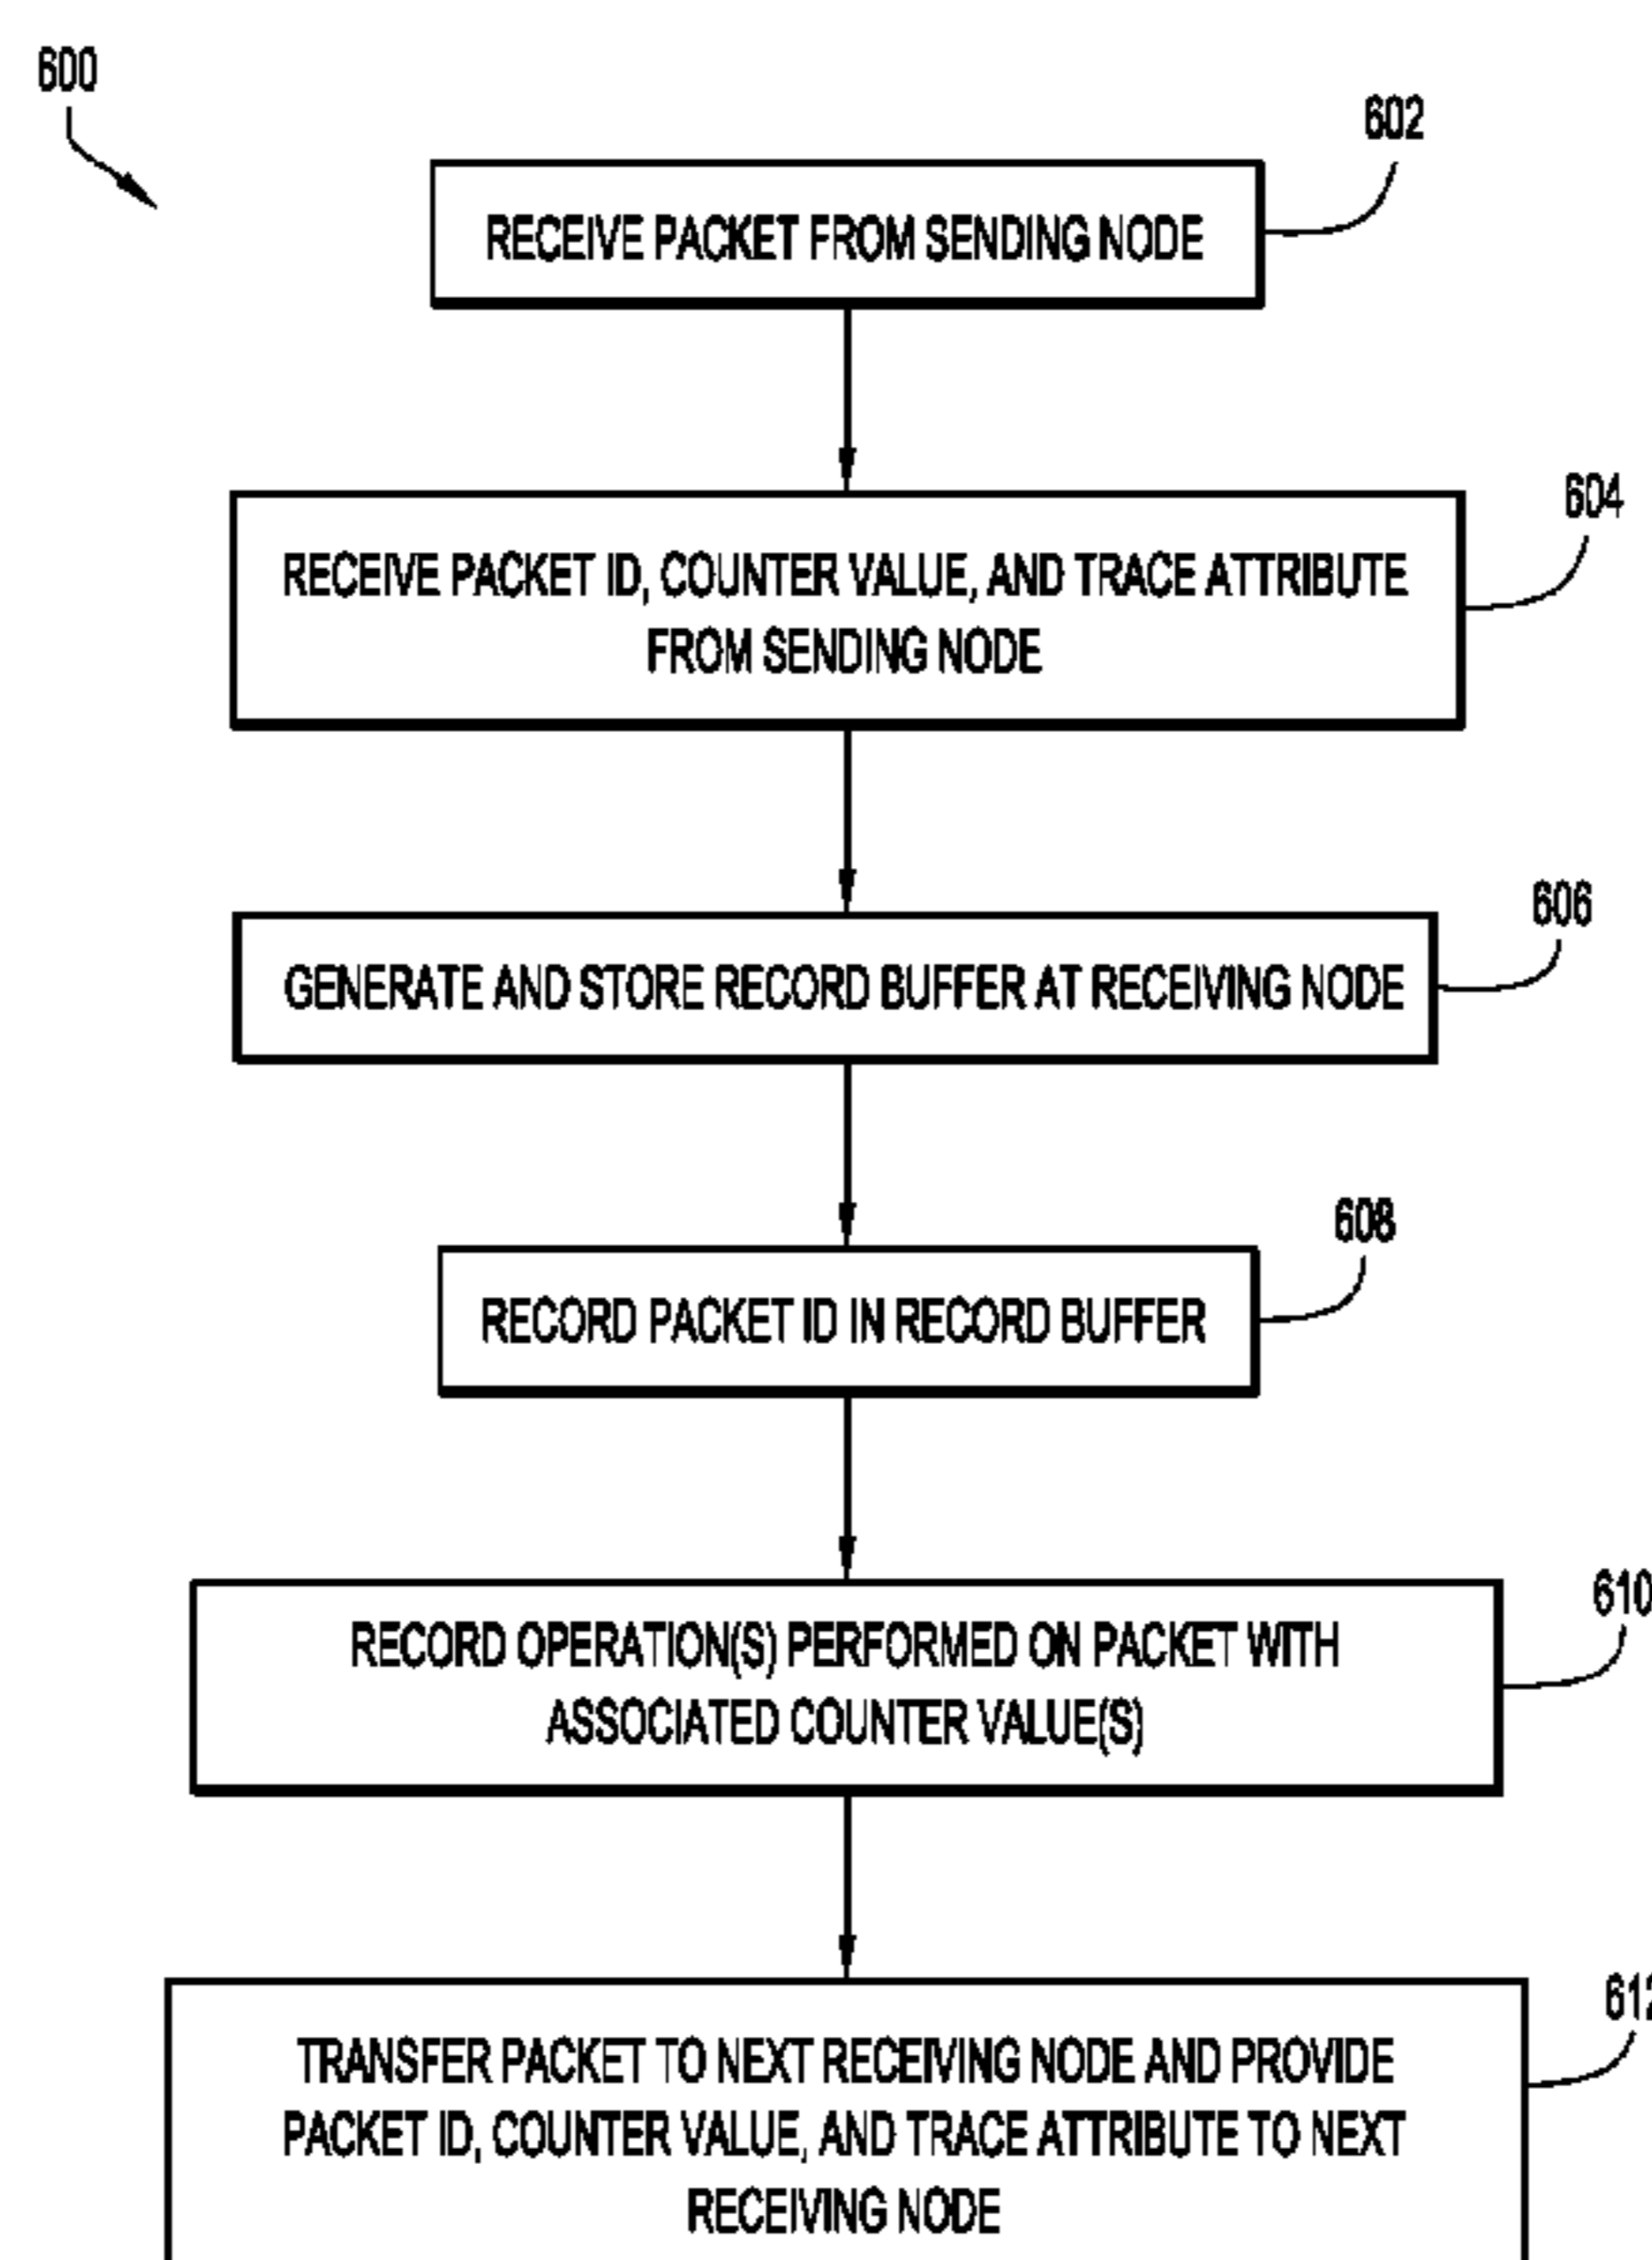 600
602
RECEIVE PACKET FROM SENDING NODE
604
RECEIVE PACKET ID, COUNTER VALUE, AND TRACE ATTRIBUTE
FROM SENDING NODE
606
GENERATE AND STORE RECORD BUFFER AT RECEIVING NODE
608
RECORD PACKET ID IN RECORD BUFFER
610
RECORD OPERATION(S) PERFORMED ON PACKET WITH
ASSOCIATED COUNTER VALUE(S)
612
TRANSFER PACKET TO NEXT RECEIVING NODE AND PROVIDE
PACKET ID, COUNTER VALUE, AND TRACE ATTRIBUTE TO NEXT
RECEIVING NODE